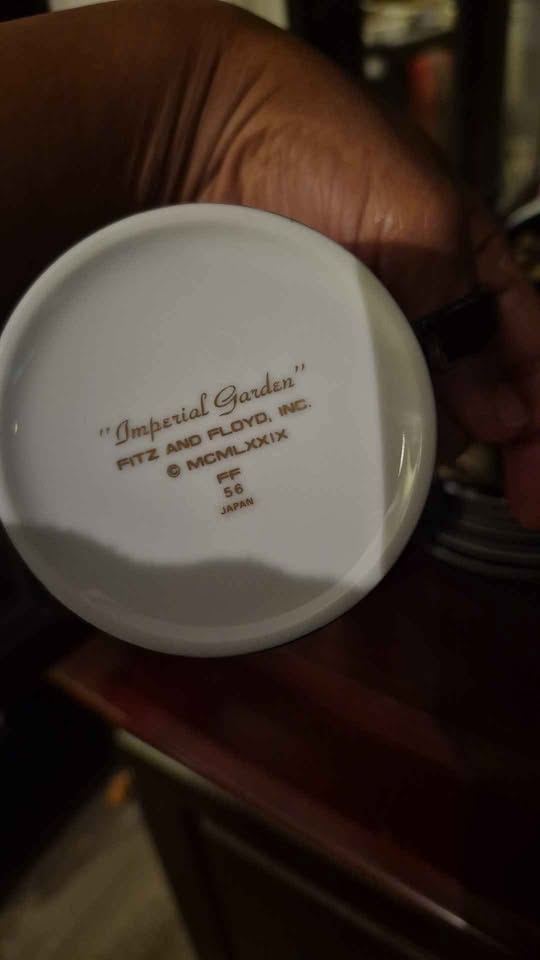 "Imperial Garden"
FITZ AND FLOYD, INC.
© MCMLXXIX
FF
56
JAPAN